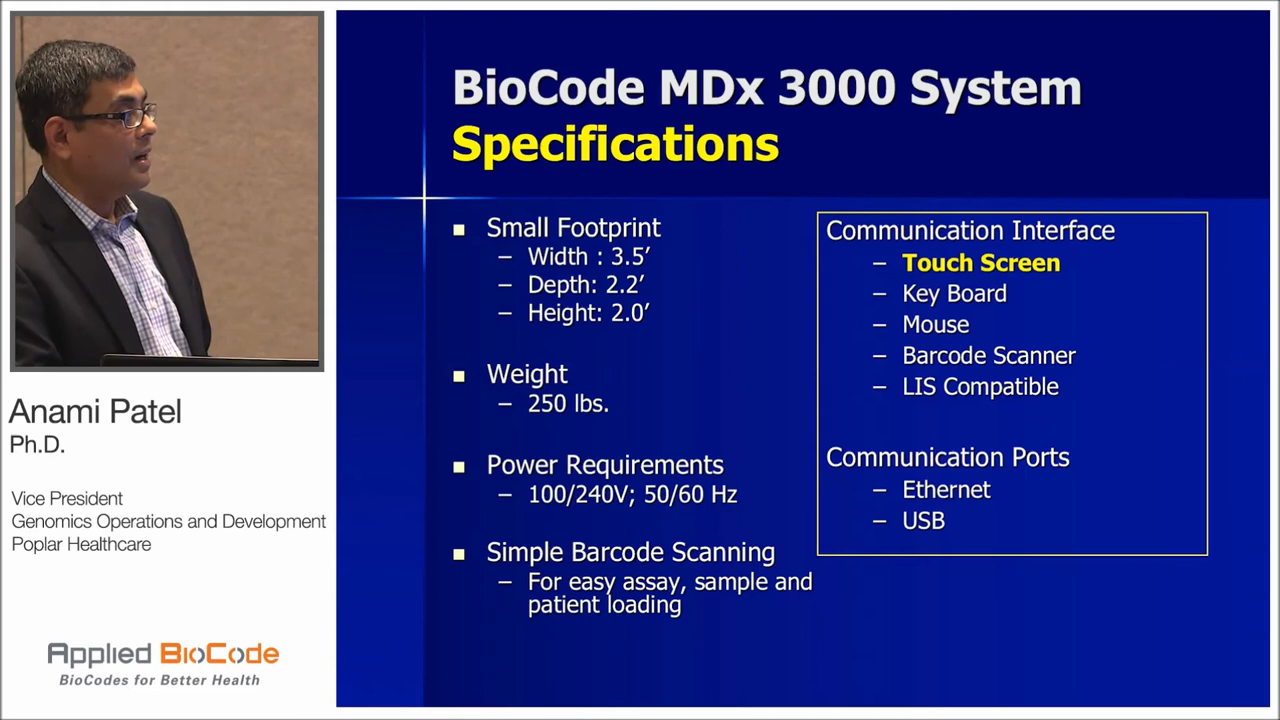 BioCode MDx 3000 System
Specifications
▪ Small Footprint
– Width : 3.5’
– Depth: 2.2’
– Height: 2.0’
▪ Weight
– 250 lbs.
▪ Power Requirements
– 100/240V; 50/60 Hz
▪ Simple Barcode Scanning
– For easy assay, sample and
patient loading
Communication Interface
– Touch Screen
– Key Board
– Mouse
– Barcode Scanner
– LIS Compatible
Communication Ports
– Ethernet
– USB
Anami Patel
Ph.D.
Vice President
Genomics Operations and Development
Poplar Healthcare
Applied BioCode
BioCodes for Better Health